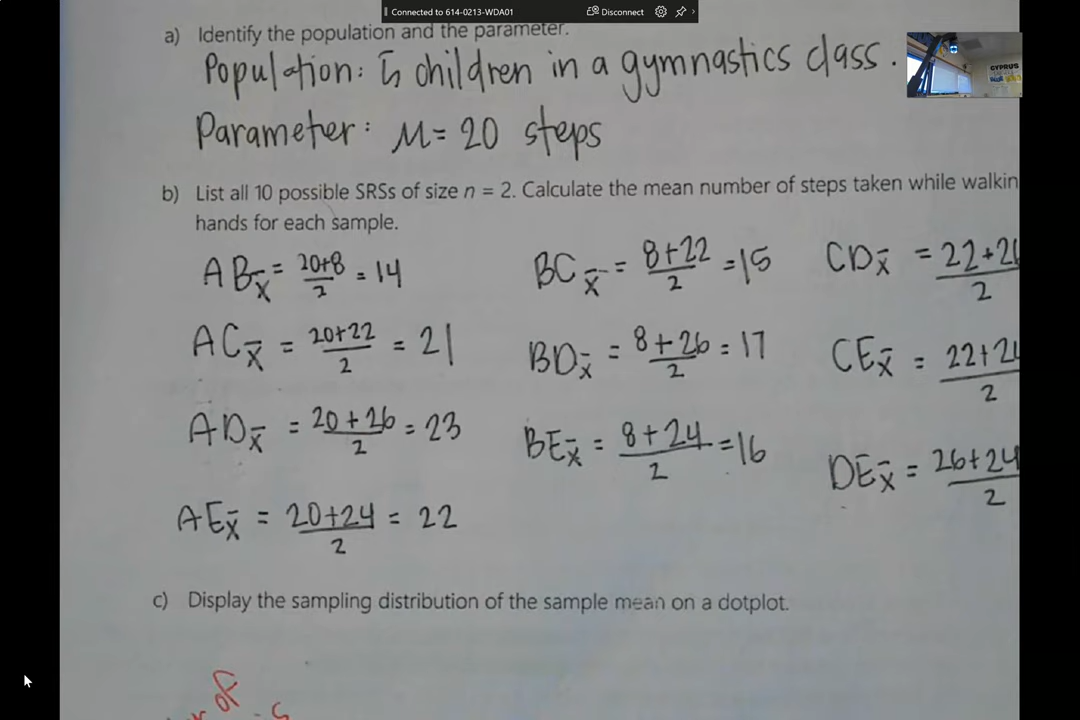 Connected to 614-0213-WDA01 Disconnect
a) Identify the population and the parameter.
Population: 5 children in a gymnastics class.
Parameter: M = 20 steps
CYPRUS
b) List all 10 possible SRSs of size n = 2. Calculate the mean number of steps taken while walkin
hands for each sample.
AB x̄ = 20+8/2 = 14
AC x̄ = 20+22/2 = 21
AD x̄ = 20+26/2 = 23
AE x̄ = 20+24/2 = 22
BC x̄ = 8+22/2 = 15
BD x̄ = 8+26/2 = 17
BE x̄ = 8+24/2 = 16
CD x̄ = 22+26/2
CE x̄ = 22+2/2
DE x̄ = 26+24/2
c) Display the sampling distribution of the sample mean on a dotplot.
of